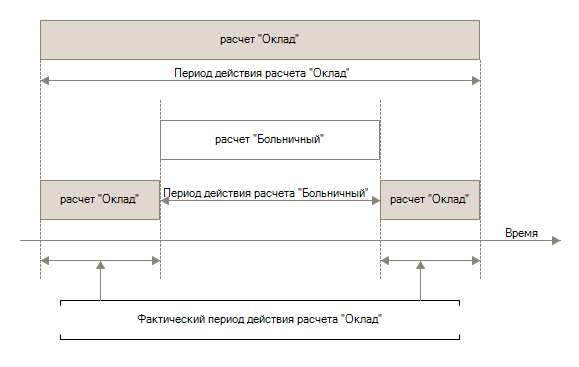 расчет "Оклад"
Период действия расчета "Оклад"
расчет "Больничный"
расчет "Оклад"
Период действия расчета "Больничный"
расчет "Оклад"
Время
Фактический период действия расчета "Оклад"